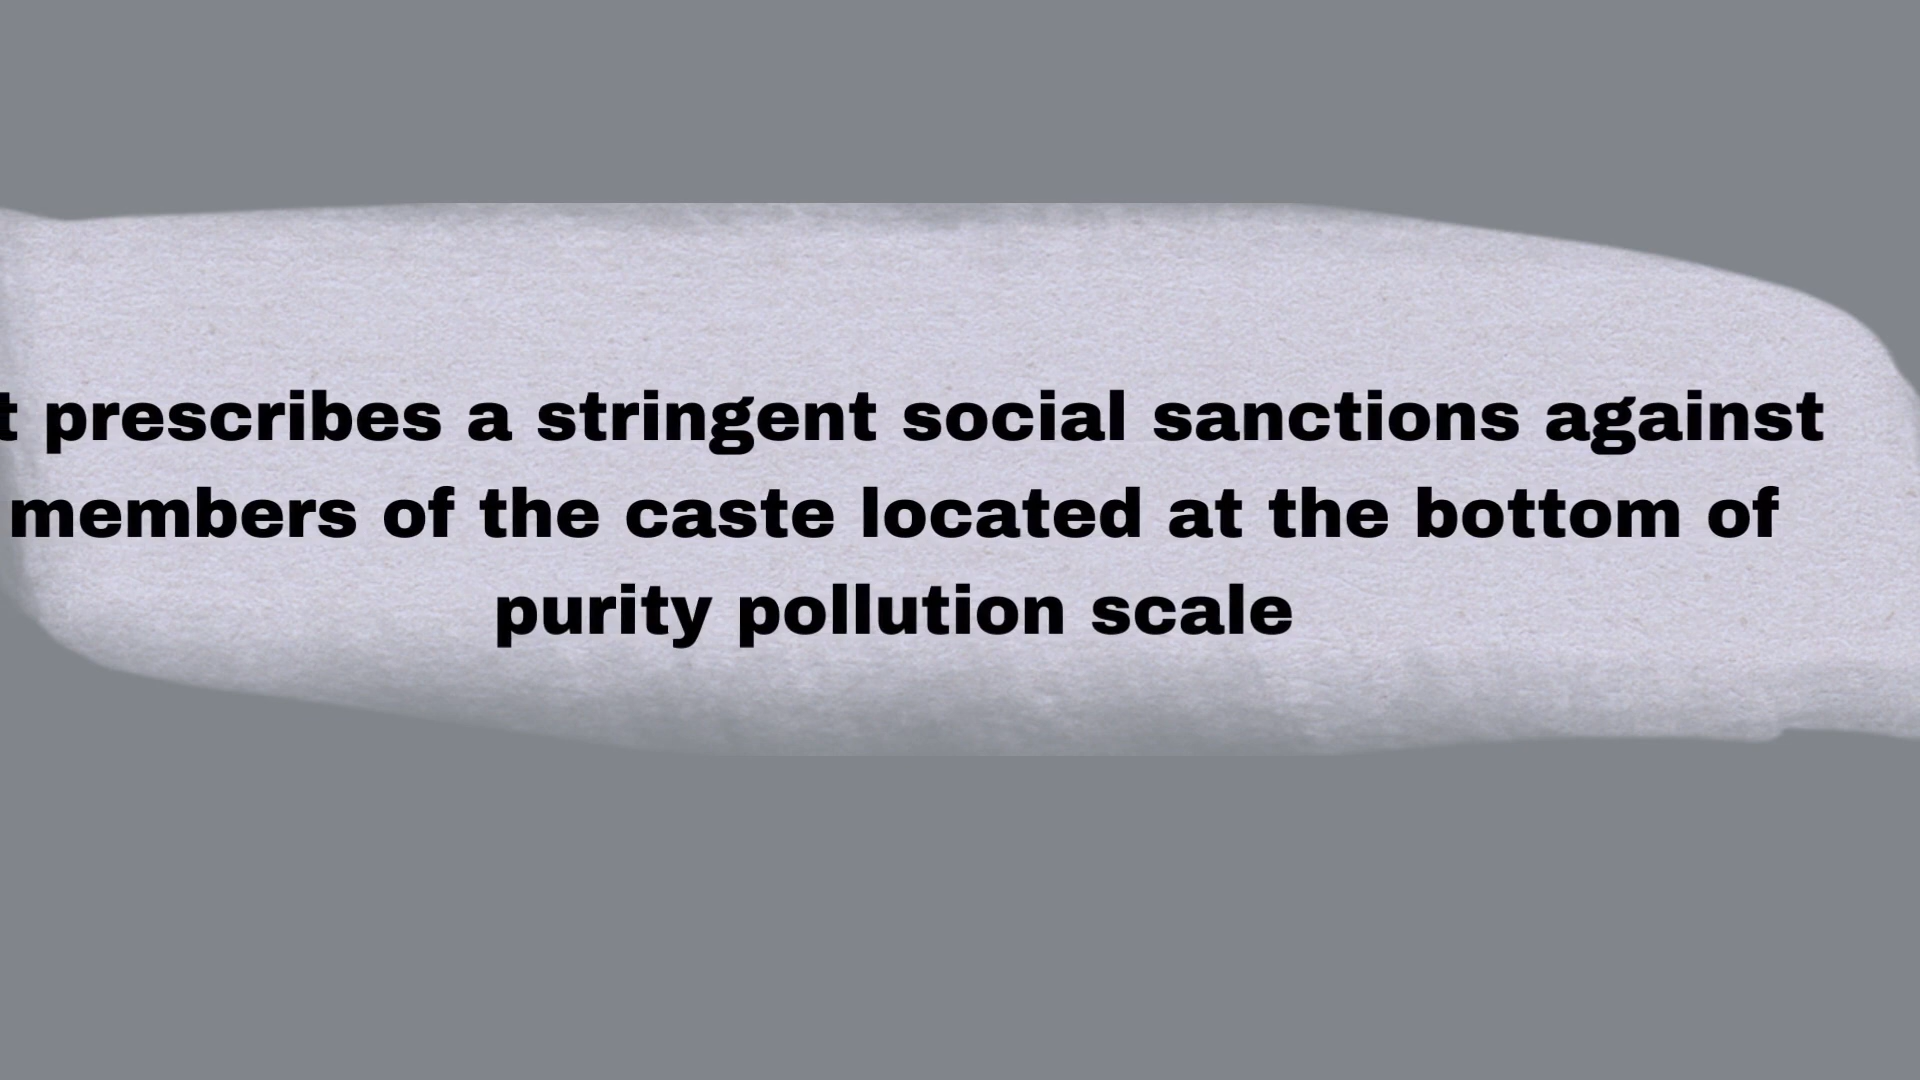 t prescribes a stringent social sanctions against
members of the caste located at the bottom of
purity pollution scale